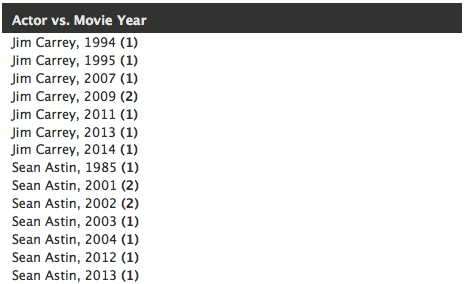 Actor vs. Movie Year
Jim Carrey, 1994 (1)
Jim Carrey, 1995 (1)
Jim Carrey, 2007 (1)
Jim Carrey, 2009 (2)
Jim Carrey, 2011 (1)
Jim Carrey, 2013 (1)
Jim Carrey, 2014 (1)
Sean Astin, 1985 (1)
Sean Astin, 2001 (2)
Sean Astin, 2002 (2)
Sean Astin, 2003 (1)
Sean Astin, 2004 (1)
Sean Astin, 2012 (1)
Sean Astin, 2013 (1)